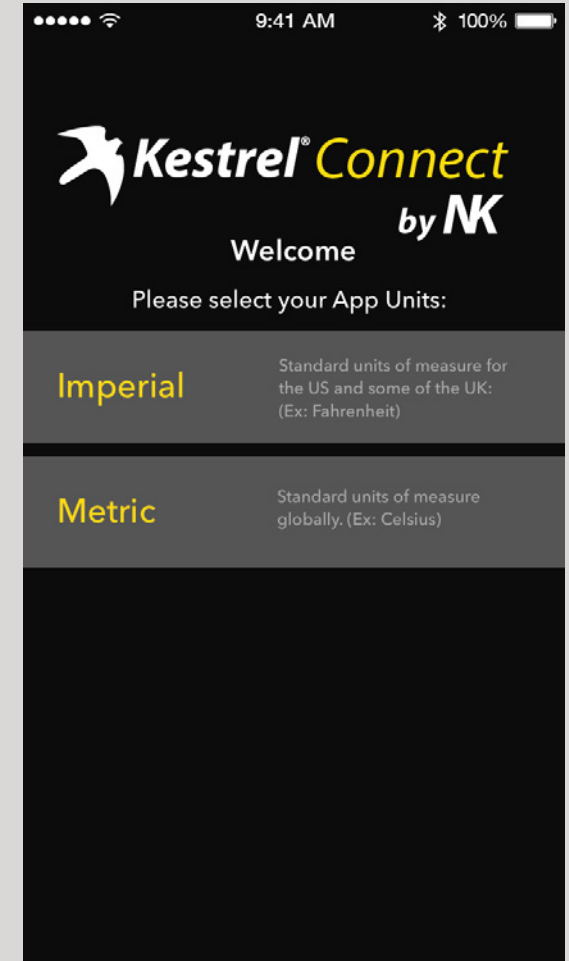 9:41 AM 100%
Kestrel® Connect
by NK
Welcome
Please select your App Units:
Imperial
Standard units of measure for
the US and some of the UK:
(Ex: Fahrenheit)
Metric
Standard units of measure
globally. (Ex: Celsius)